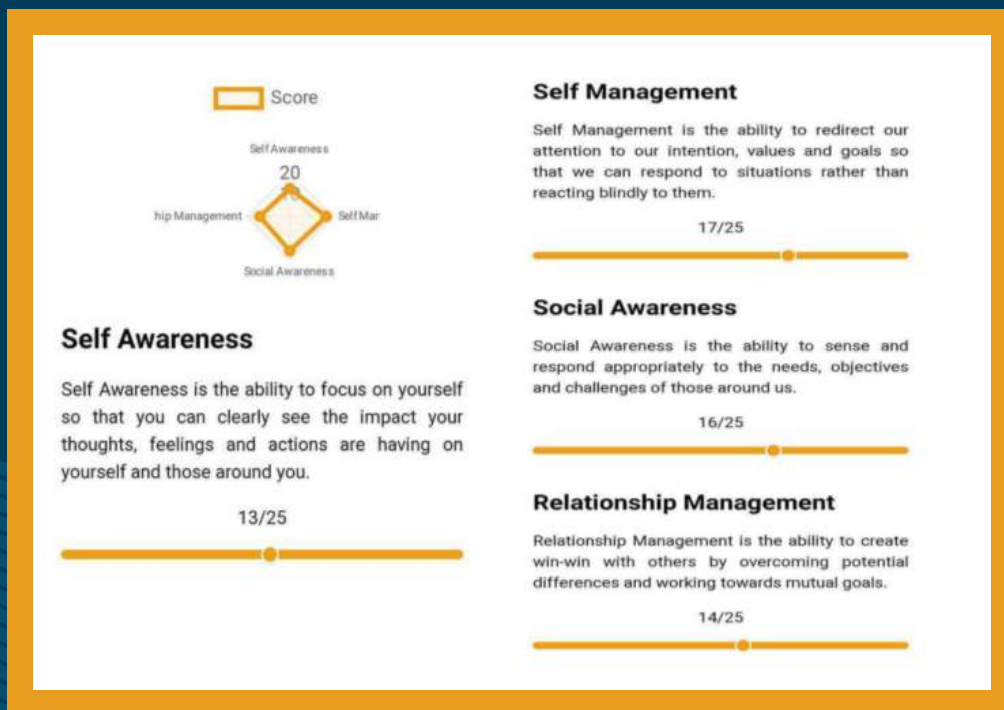 Score
Self Awareness
20
hip Management
Self Mar
Social Awareness
Self Awareness
Self Awareness is the ability to focus on yourself
so that you can clearly see the impact your
thoughts, feelings and actions are having on
yourself and those around you.
13/25
Self Management
Self Management is the ability to redirect our
attention to our intention, values and goals so
that we can respond to situations rather than
reacting blindly to them.
17/25
Social Awareness
Social Awareness is the ability to sense and
respond appropriately to the needs, objectives
and challenges of those around us.
16/25
Relationship Management
Relationship Management is the ability to create
win-win with others by overcoming potential
differences and working towards mutual goals.
14/25